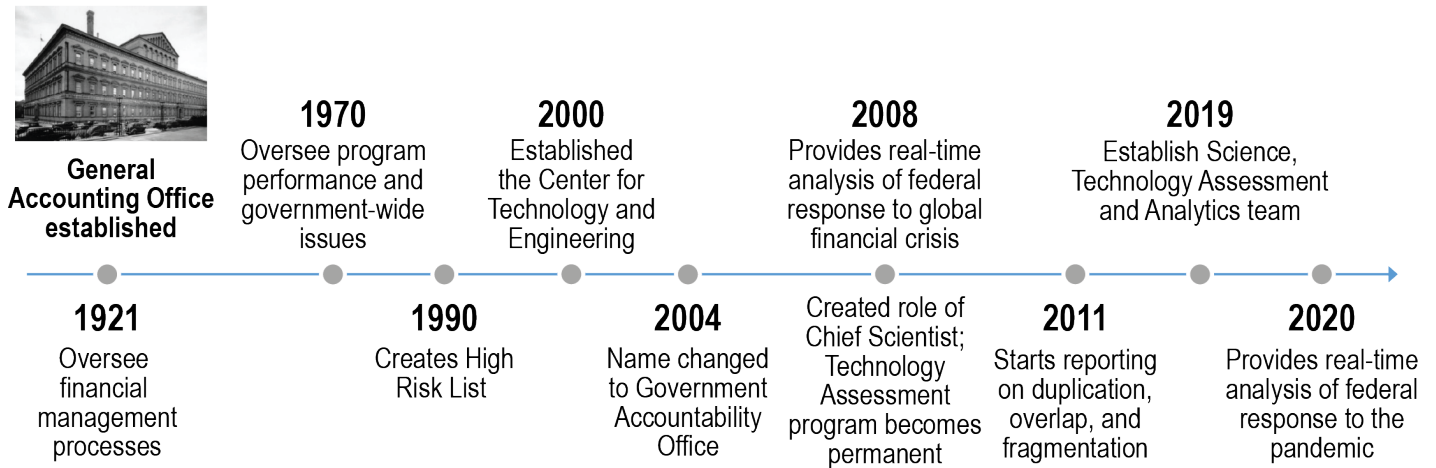 General
Accounting Office
established
1921
Oversee
financial
management
processes
1970
Oversee program
performance and
government-wide
issues
1990
Creates High
Risk List
2000
Established
the Center for
Technology and
Engineering
2004
Name changed
to Government
Accountability
Office
2008
Provides real-time
analysis of federal
response to global
financial crisis
Created role of
Chief Scientist;
Technology
Assessment
program becomes
permanent
2011
Starts reporting
on duplication,
overlap, and
fragmentation
2019
Establish Science,
Technology Assessment
and Analytics team
2020
Provides real-time
analysis of federal
response to the
pandemic